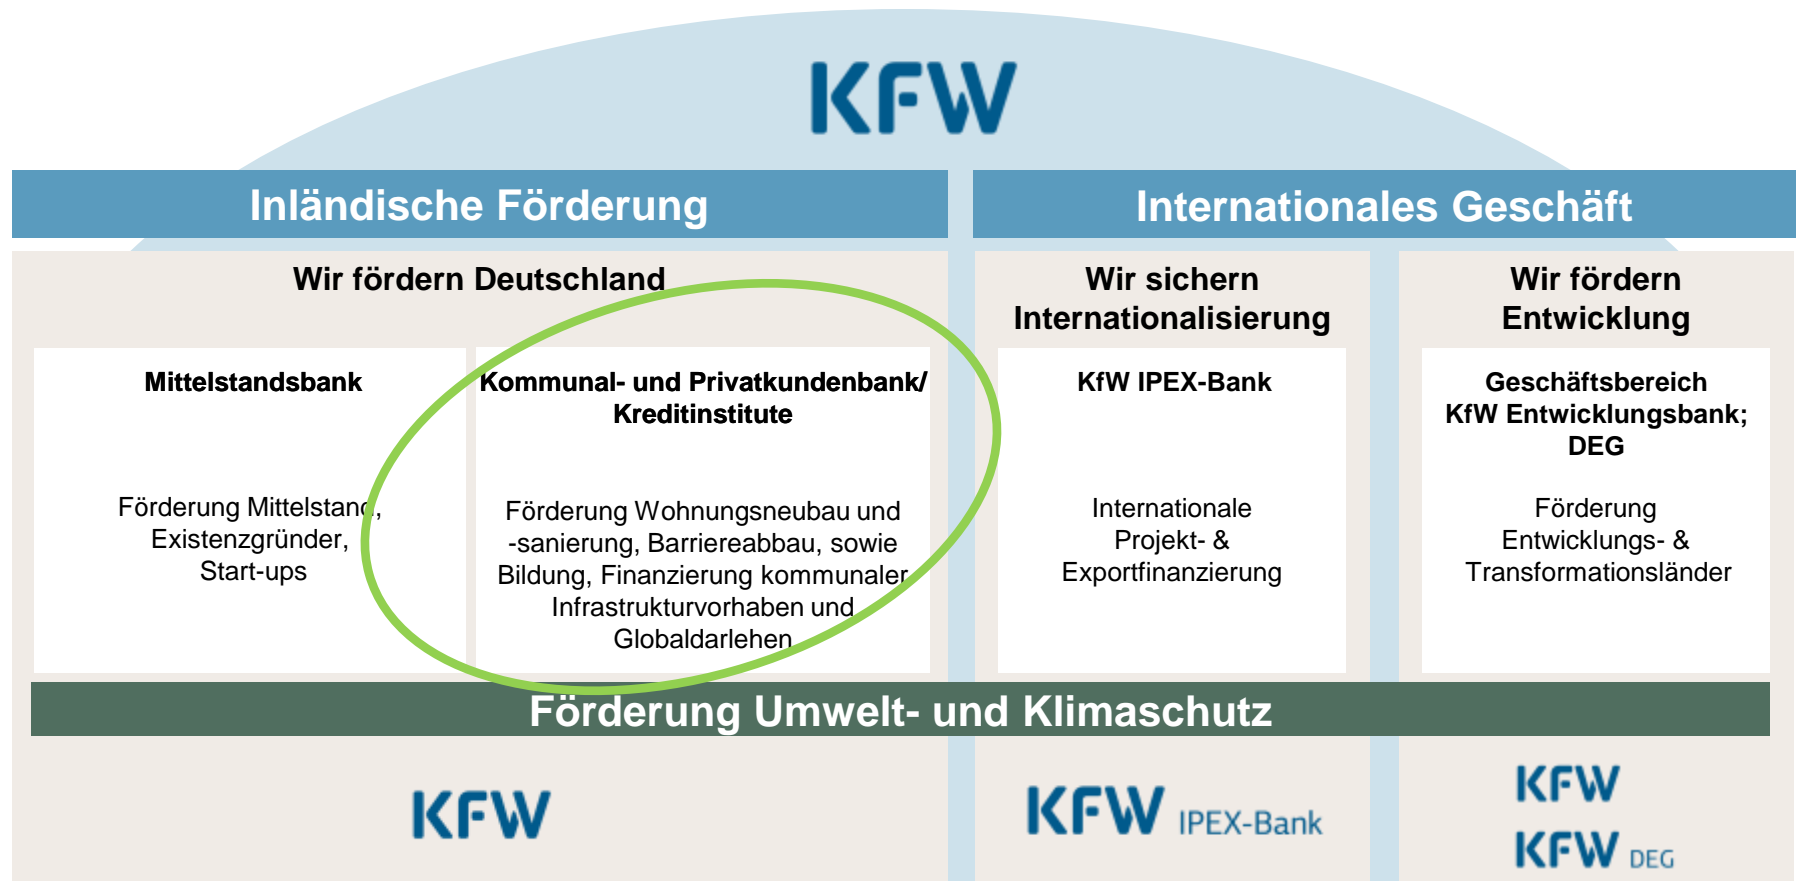 KFW
Inländische Förderung
Internationales Geschäft
Wir fördern Deutschland
Mittelstandsbank
Förderung Mittelstand,
Existenzgründer,
Start-ups
Kommunal- und Privatkundenbank/
Kreditinstitute
Förderung Wohnungsneubau und
-sanierung, Barriereabbau, sowie
Bildung, Finanzierung kommunaler
Infrastrukturvorhaben und
Globaldarlehen
Wir sichern
Internationalisierung
KfW IPEX-Bank
Internationale
Projekt- &
Exportfinanzierung
Wir fördern
Entwicklung
Geschäftsbereich
KfW Entwicklungsbank;
DEG
Förderung
Entwicklungs- &
Transformationsländer
Förderung Umwelt- und Klimaschutz
KFW
KFW IPEX-Bank
KFW
KFW DEG